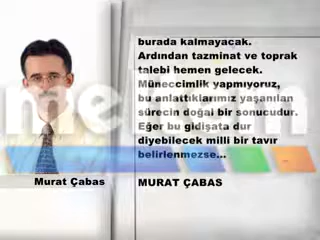 burada kalmayacak.
Ardından tazminat ve toprak
talebi hemen gelecek.
Müneccimlik yapmıyoruz,
bu anlattıklarımız yaşanılan
sürecin doğal bir sonucudur.
Eğer bu gidişata dur
diyebilecek milli bir tavır
belirlenmezse...
Murat Çabas
MURAT ÇABAS